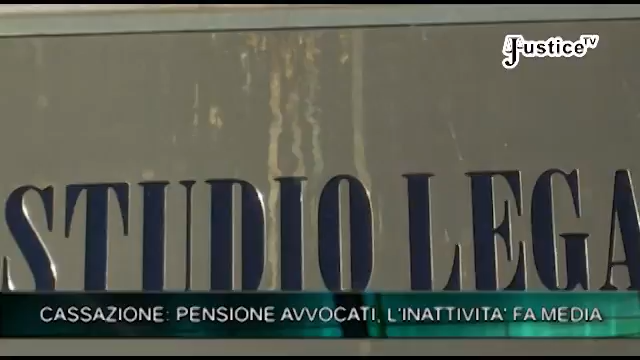 Justice TV
STUDIO LEGA
CASSAZIONE: PENSIONE AVVOCATI, L'INATTIVITA' FA MEDIA